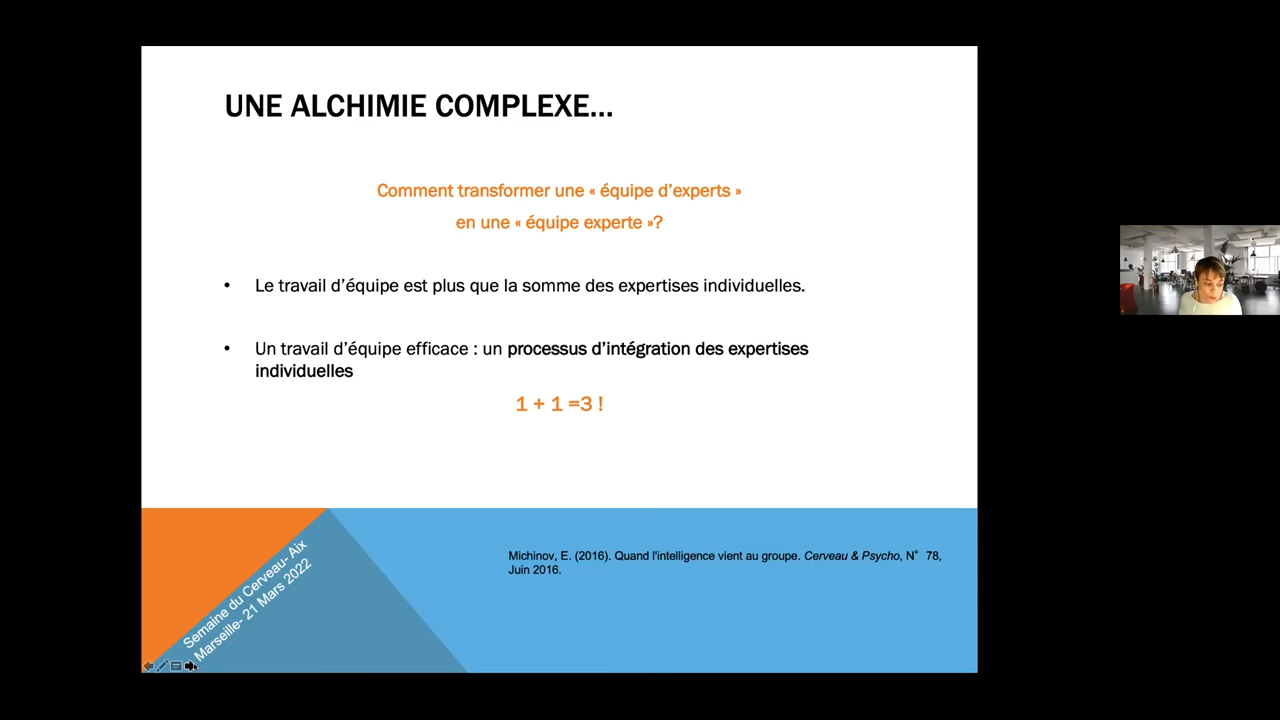 UNE ALCHIMIE COMPLEXE...
Comment transformer une « équipe d'experts »
en une « équipe experte »?
• Le travail d'équipe est plus que la somme des expertises individuelles.
• Un travail d'équipe efficace : un processus d'intégration des expertises
individuelles
1 + 1 =3 !
Michinov, E. (2016). Quand l'intelligence vient au groupe. Cerveau & Psycho, N° 78,
Juin 2016.
Semaine du Cerveau- Aix
Marseille- 21 Mars 2022